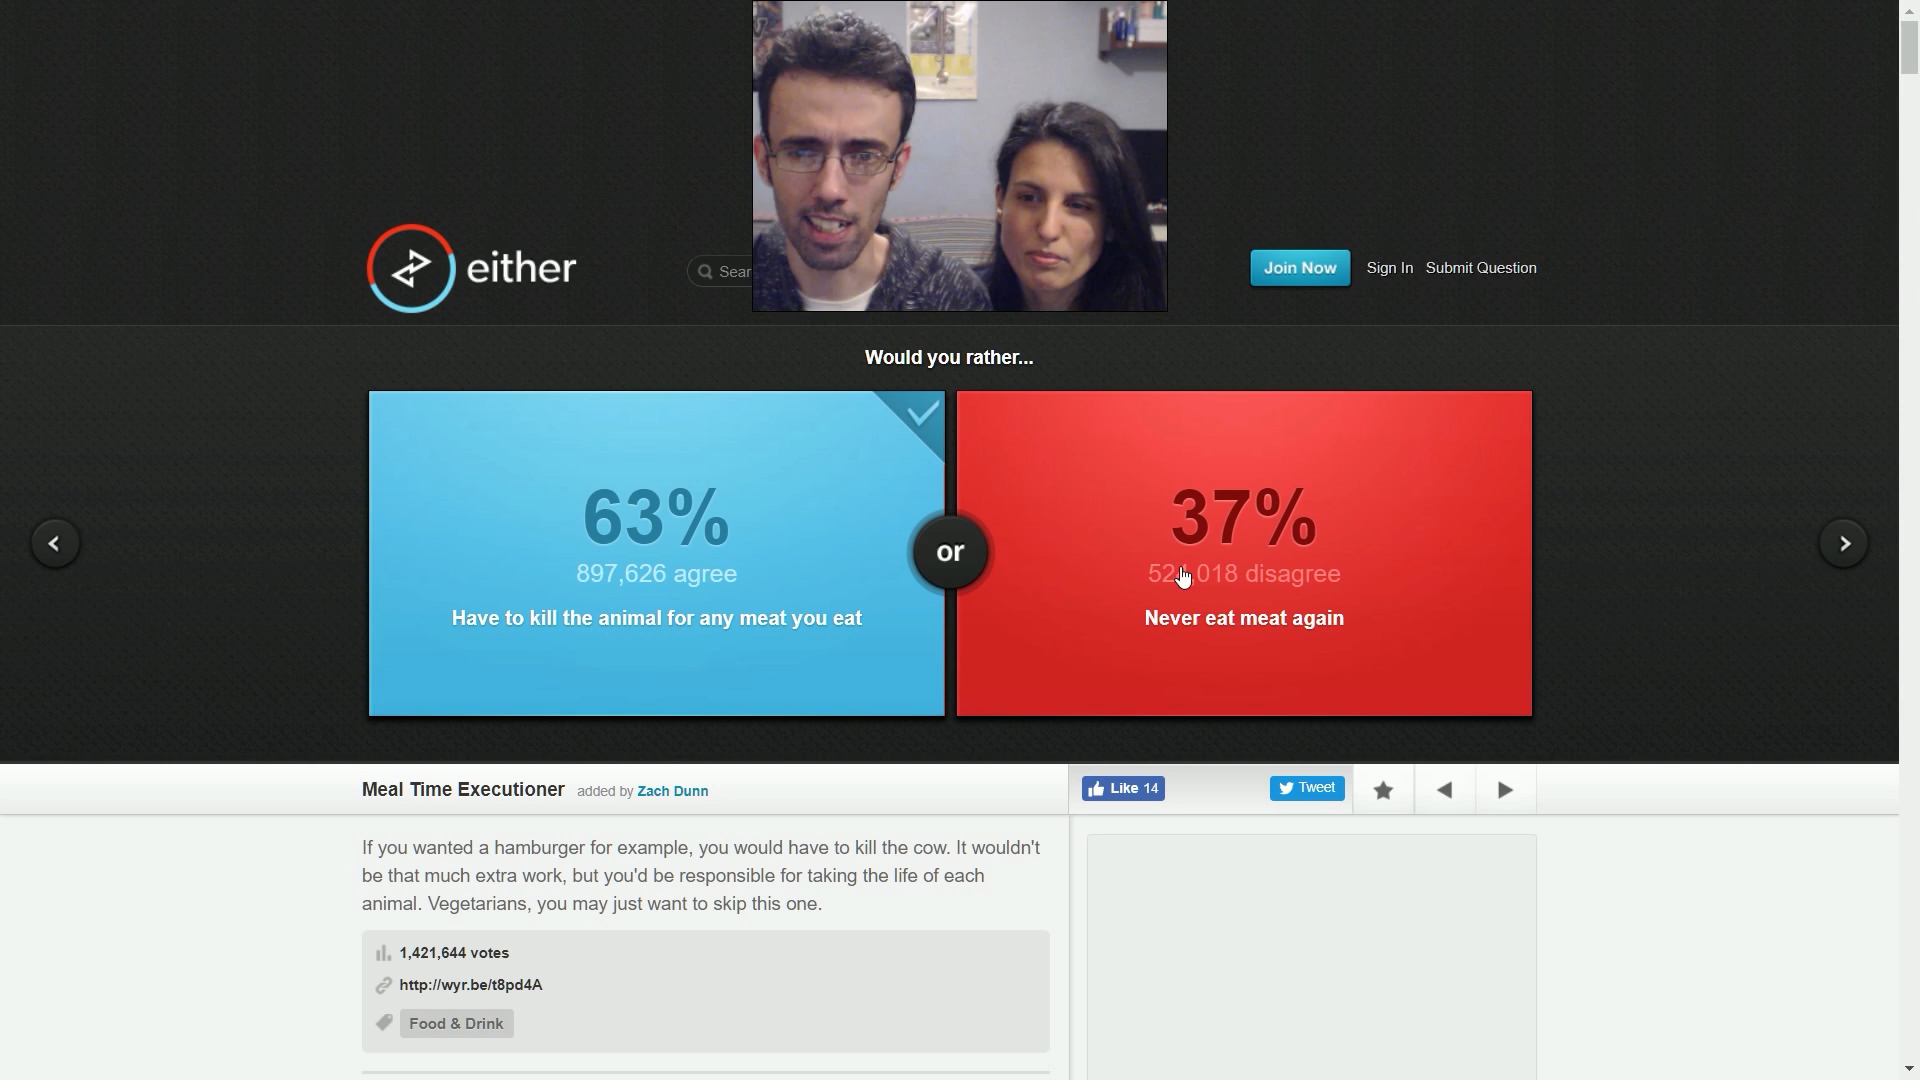 either
Sear
Join Now
Sign In
Submit Question
Would you rather...
63%
897,626 agree
Have to kill the animal for any meat you eat
or
37%
018 disagree
Never eat meat again
Meal Time Executioner added by Zach Dunn
Like 14
Tweet
If you wanted a hamburger for example, you would have to kill the cow. It wouldn't
be that much extra work, but you'd be responsible for taking the life of each
animal. Vegetarians, you may just want to skip this one.
1,421,644 votes
http://wyr.be/t8pd4A
Food & Drink